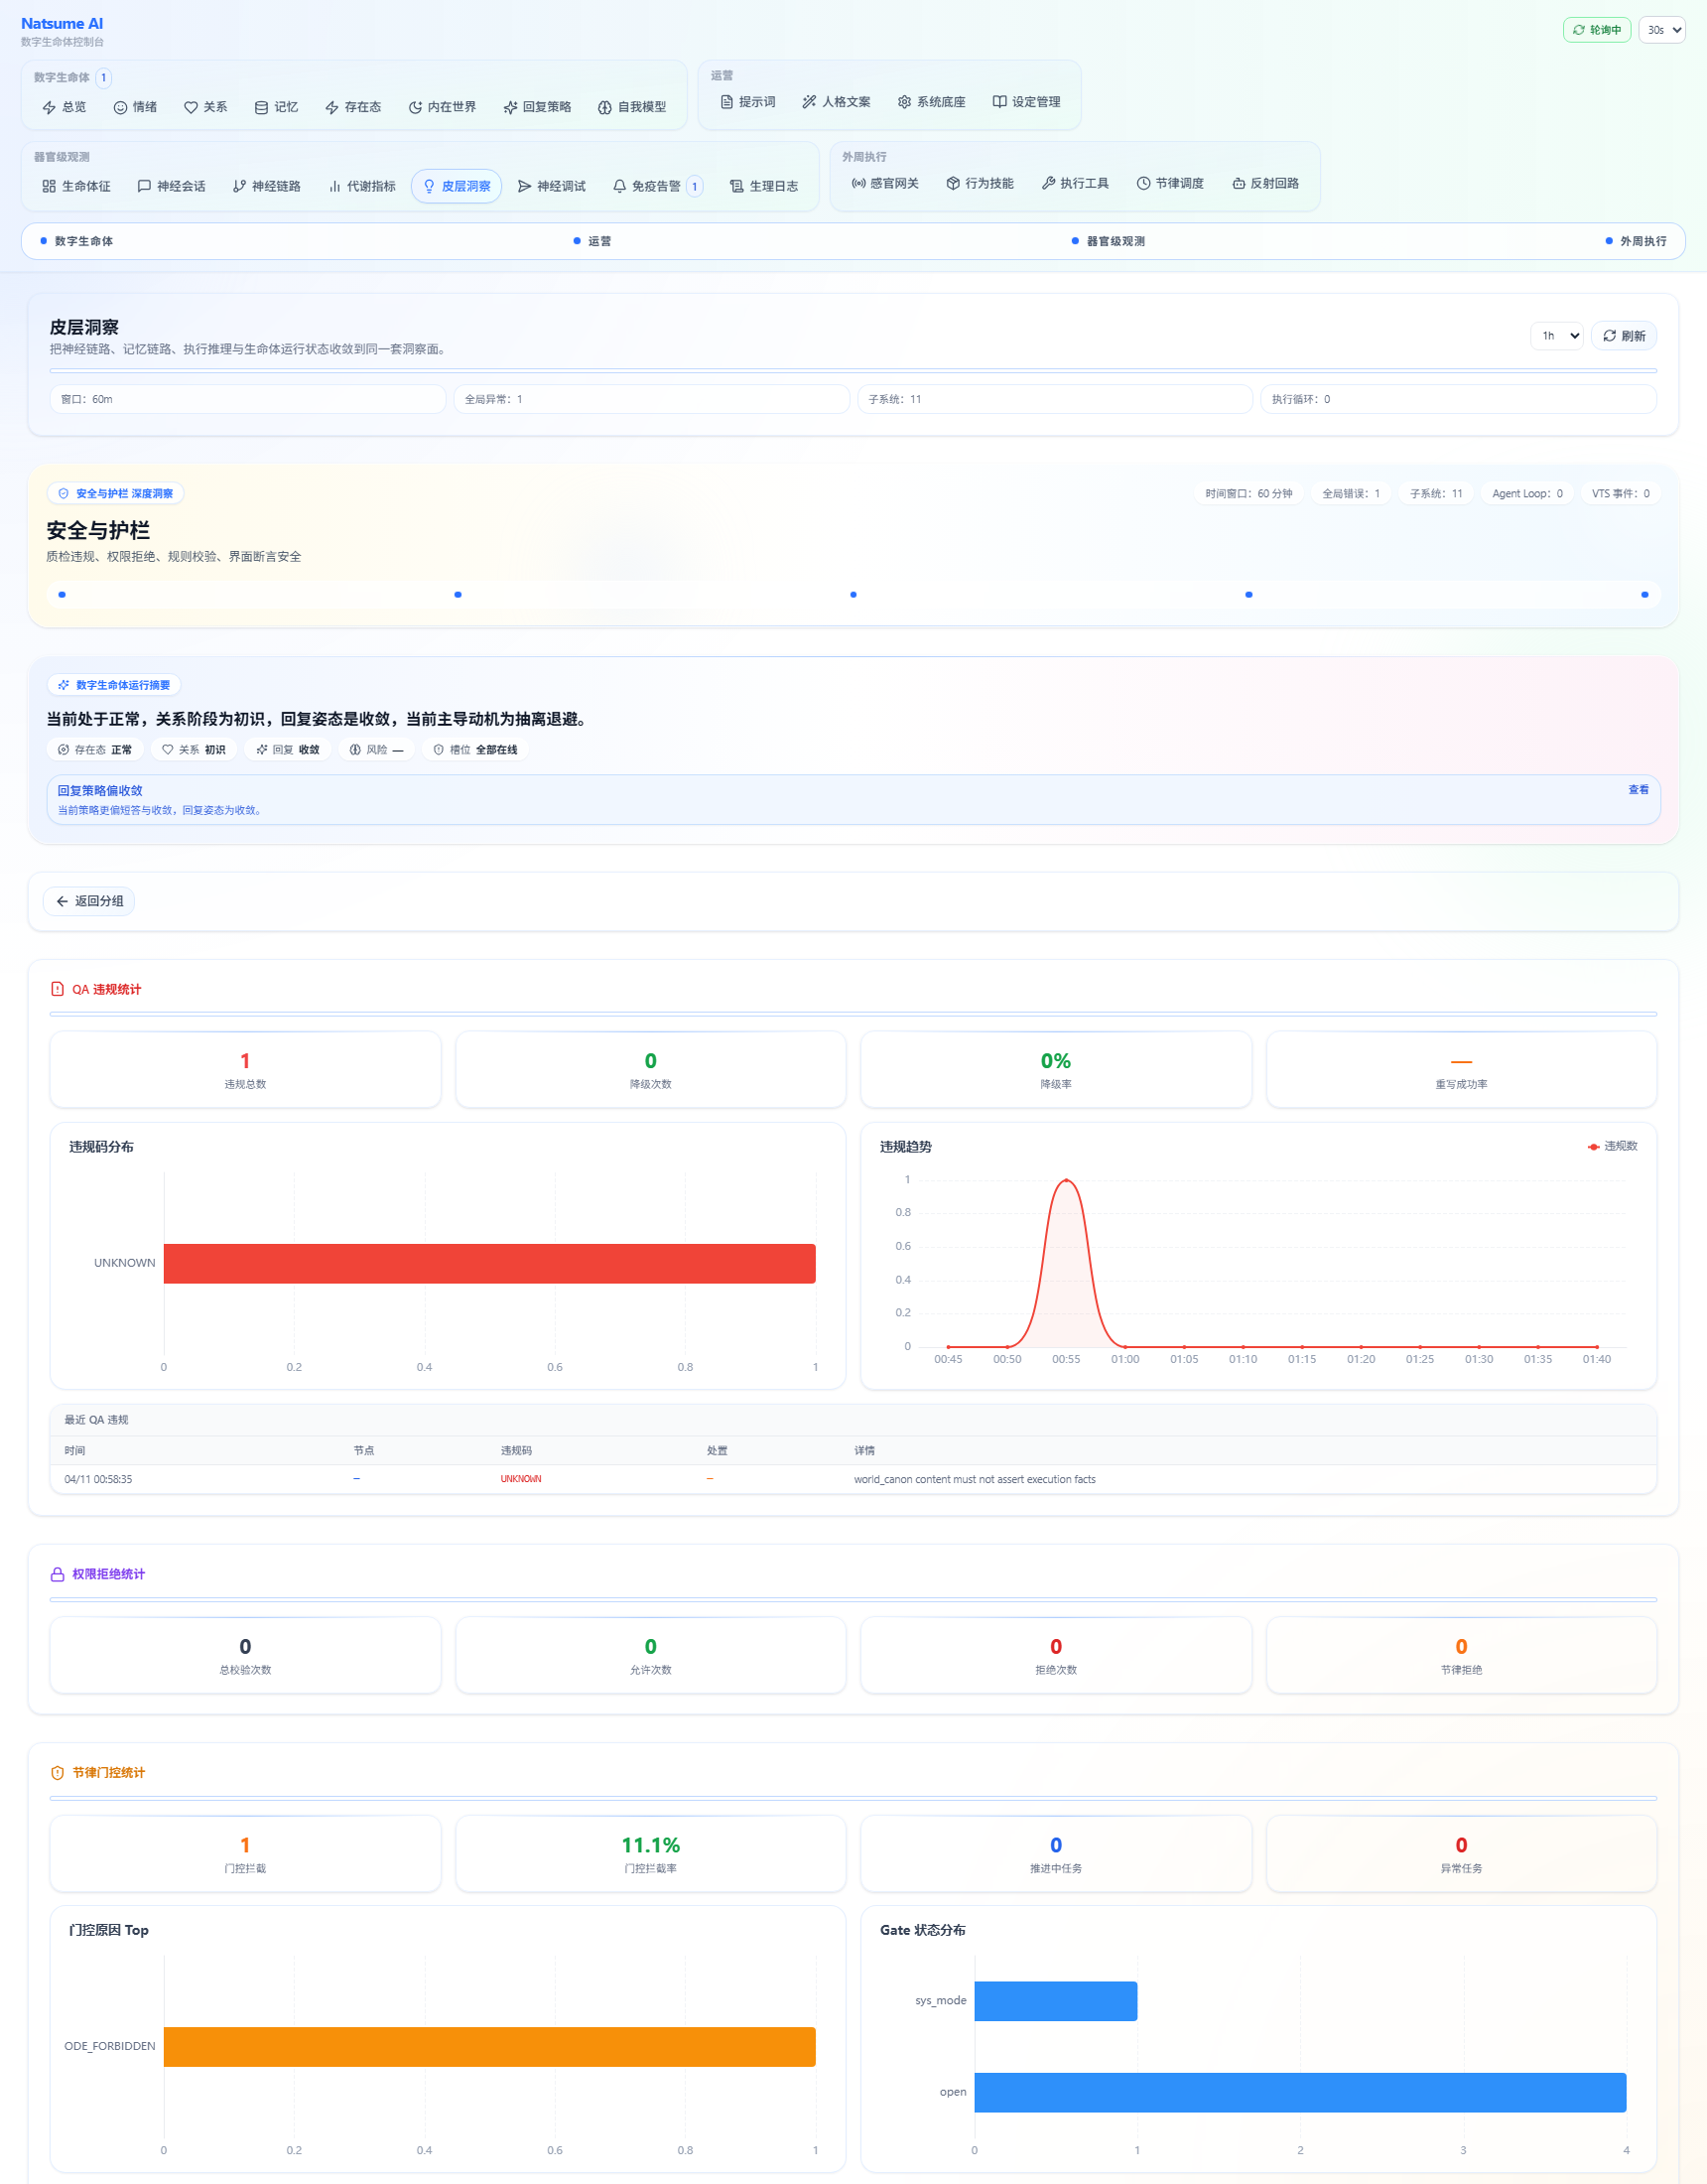 Natsume AI
数字生命体控制台
轮询中
30s
数字生命体 1
总览 情绪 关系 记忆 存在态 内在世界 回复策略 自我模型
运营
提示词 人格文案 系统底座 设定管理
器官级观测
生命体征 神经会话 神经链路 代谢指标 皮层洞察 神经调试 免疫告警 1 生理日志
外周执行
感官网关 行为技能 执行工具 节律调度 反射回路
数字生命体 运营 器官级观测 外周执行
皮层洞察
把神经链路、记忆链路、执行推理与生命体运行状态收敛到同一套洞察面。
1h
刷新
窗口：60m
全局异常：1
子系统：11
执行循环：0
安全与护栏 深度洞察
时间窗口：60 分钟
全局错误：1
子系统：11
Agent Loop：0
VTS 事件：0
安全与护栏
质检违规、权限拒绝、规则校验、界面断言安全
数字生命体运行摘要
当前处于正常，关系阶段为初识，回复姿态是收敛，当前主导动机为抽离退避。
存在态 正常
关系 初识
回复 收敛
风险 —
槽位 全部在线
回复策略偏收敛
查看
当前策略更偏短答与收敛，回复姿态为收敛。
返回分组
QA 违规统计
1
违规总数
0
降级次数
0%
降级率
—
重写成功率
违规码分布
UNKNOWN
0 0.2 0.4 0.6 0.8 1
违规趋势
违规数
1
0.8
0.6
0.4
0.2
0
00:45 00:50 00:55 01:00 01:05 01:10 01:15 01:20 01:25 01:30 01:35 01:40
最近 QA 违规
时间 节点 违规码 处置 详情
04/11 00:58:35 — UNKNOWN — world_canon content must not assert execution facts
权限拒绝统计
0
总校验次数
0
允许次数
0
拒绝次数
0
节律拒绝
节律门控统计
1
门控拦截
11.1%
门控拦截率
0
推进中任务
0
异常任务
门控原因 Top
ODE_FORBIDDEN
0 0.2 0.4 0.6 0.8 1
Gate 状态分布
sys_mode
open
0 1 2 3 4